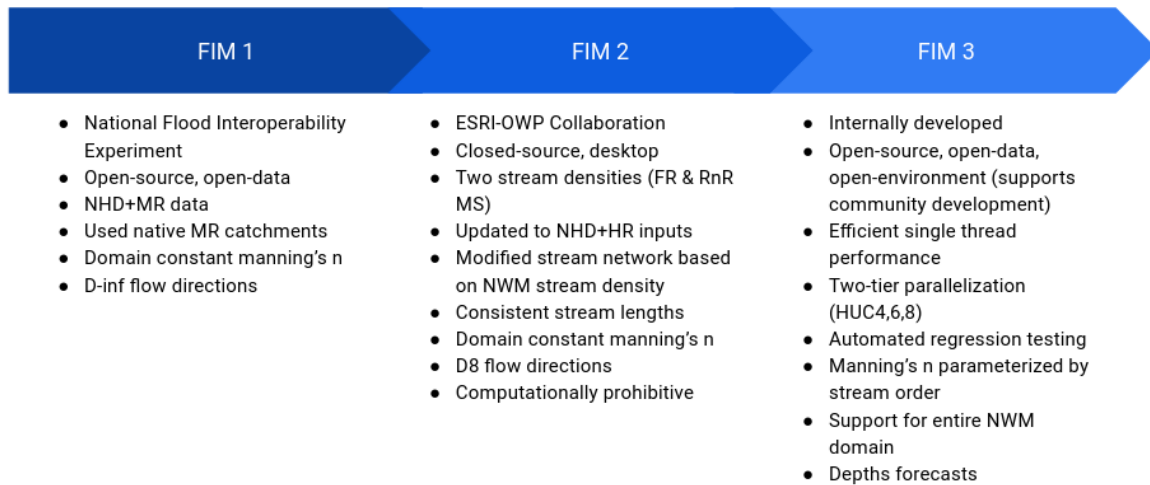 FIM 1
● National Flood Interoperability
Experiment
● Open-source, open-data
● NHD+MR data
● Used native MR catchments
● Domain constant manning's n
● D-inf flow directions
FIM 2
● ESRI-OWP Collaboration
● Closed-source, desktop
● Two stream densities (FR & RnR
MS)
● Updated to NHD+HR inputs
● Modified stream network based
on NWM stream density
● Consistent stream lengths
● Domain constant manning's n
● D8 flow directions
● Computationally prohibitive
FIM 3
● Internally developed
● Open-source, open-data,
open-environment (supports
community development)
● Efficient single thread
performance
● Two-tier parallelization
(HUC4,6,8)
● Automated regression testing
● Manning's n parameterized by
stream order
● Support for entire NWM
domain
● Depths forecasts